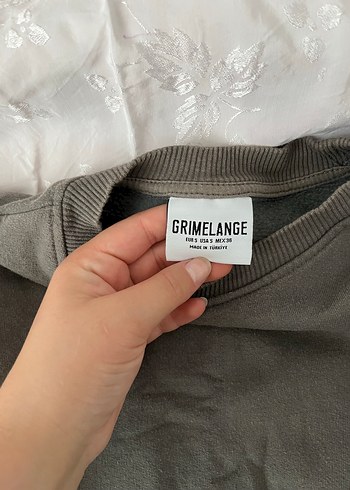 GRIMELANGE
EUR S USA S MEX 36
MADE IN TÜRKİYE